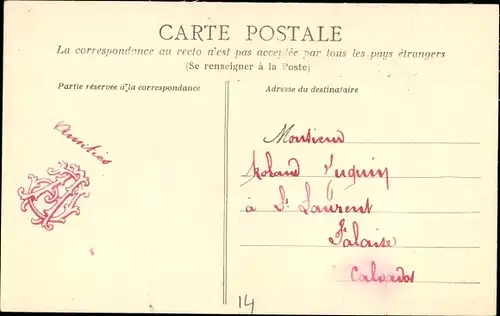 CARTE POSTALE
La correspondance au recto n'est pas acceptée par tous les pays étrangers
(Se renseigner à la Poste)
Partie réservée à la correspondance
Adresse du destinataire
Amitiés
Monsieur
Roland Juquin
à St Laurent
Falaise
Calvados
14